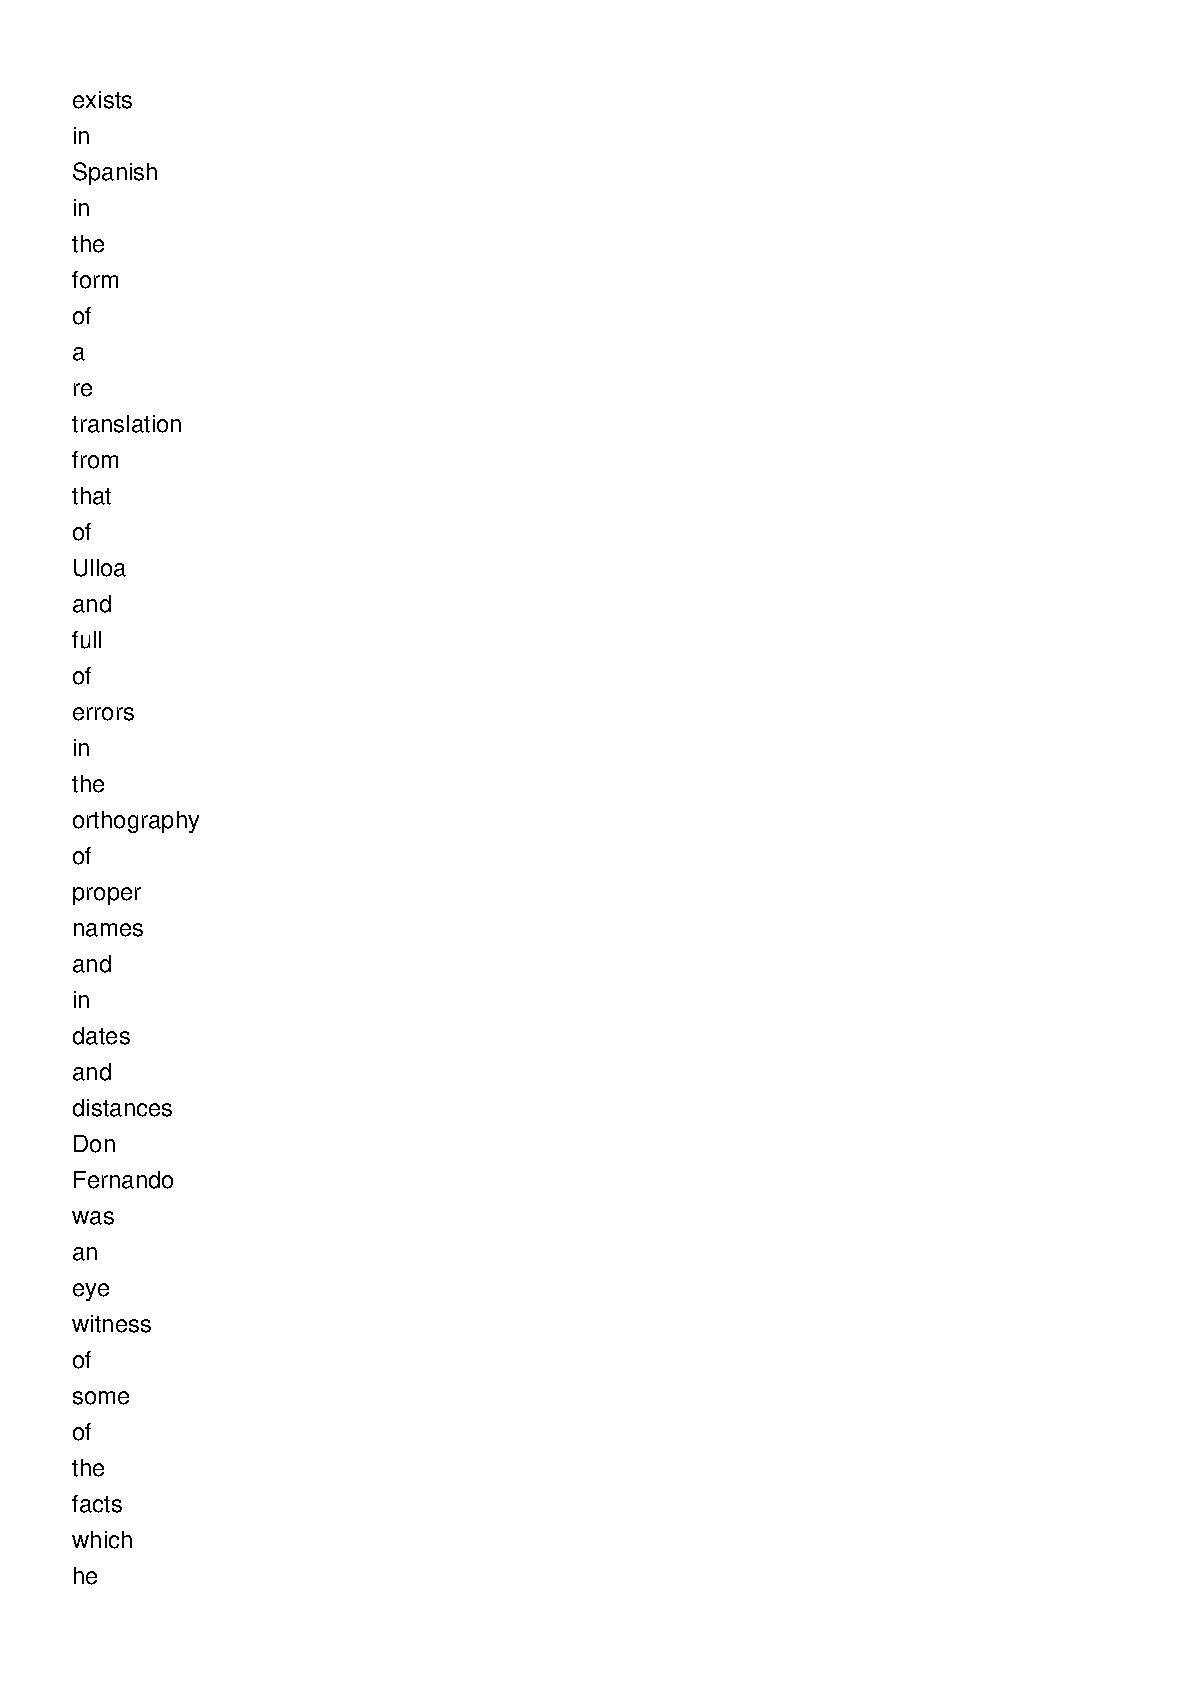 exists
in
Spanish
in
the
form
of
a
re
translation
from
that
of
Ulloa
and
full
of
errors
in
the
orthography
of
proper
names
and
in
dates
and
distances
Don
Fernando
was
an
eye
witness
of
some
of
the
facts
which
he